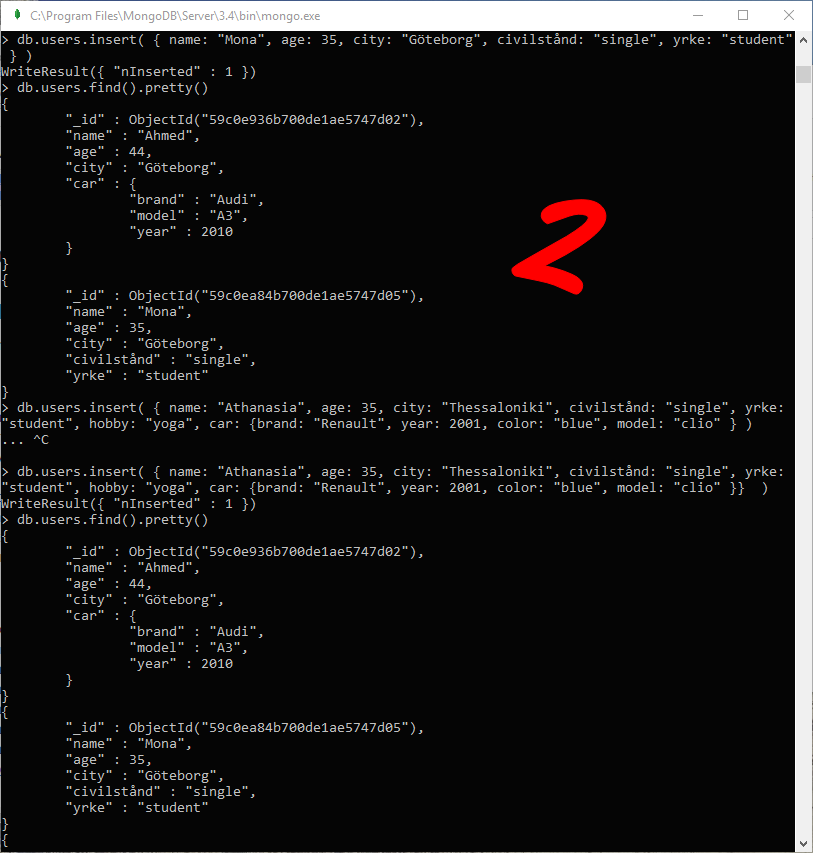 C:\Program Files\MongoDB\Server\3.4\bin\mongo.exe
> db.users.insert( { name: "Mona", age: 35, city: "Göteborg", civilstånd: "single", yrke: "student"
 } )
WriteResult({ "nInserted" : 1 })
> db.users.find().pretty()
{
        "_id" : ObjectId("59c0e936b700de1ae5747d02"),
        "name" : "Ahmed",
        "age" : 44,
        "city" : "Göteborg",
        "car" : {
                "brand" : "Audi",
                "model" : "A3",
                "year" : 2010
        }
}
2
{
        "_id" : ObjectId("59c0ea84b700de1ae5747d05"),
        "name" : "Mona",
        "age" : 35,
        "city" : "Göteborg",
        "civilstånd" : "single",
        "yrke" : "student"
}
> db.users.insert( { name: "Athanasia", age: 35, city: "Thessaloniki", civilstånd: "single", yrke:
"student", hobby: "yoga", car: {brand: "Renault", year: 2001, color: "blue", model: "clio" } )
... ^C
> db.users.insert( { name: "Athanasia", age: 35, city: "Thessaloniki", civilstånd: "single", yrke:
"student", hobby: "yoga", car: {brand: "Renault", year: 2001, color: "blue", model: "clio" }}  )
WriteResult({ "nInserted" : 1 })
> db.users.find().pretty()
{
        "_id" : ObjectId("59c0e936b700de1ae5747d02"),
        "name" : "Ahmed",
        "age" : 44,
        "city" : "Göteborg",
        "car" : {
                "brand" : "Audi",
                "model" : "A3",
                "year" : 2010
        }
}
{
        "_id" : ObjectId("59c0ea84b700de1ae5747d05"),
        "name" : "Mona",
        "age" : 35,
        "city" : "Göteborg",
        "civilstånd" : "single",
        "yrke" : "student"
}
{